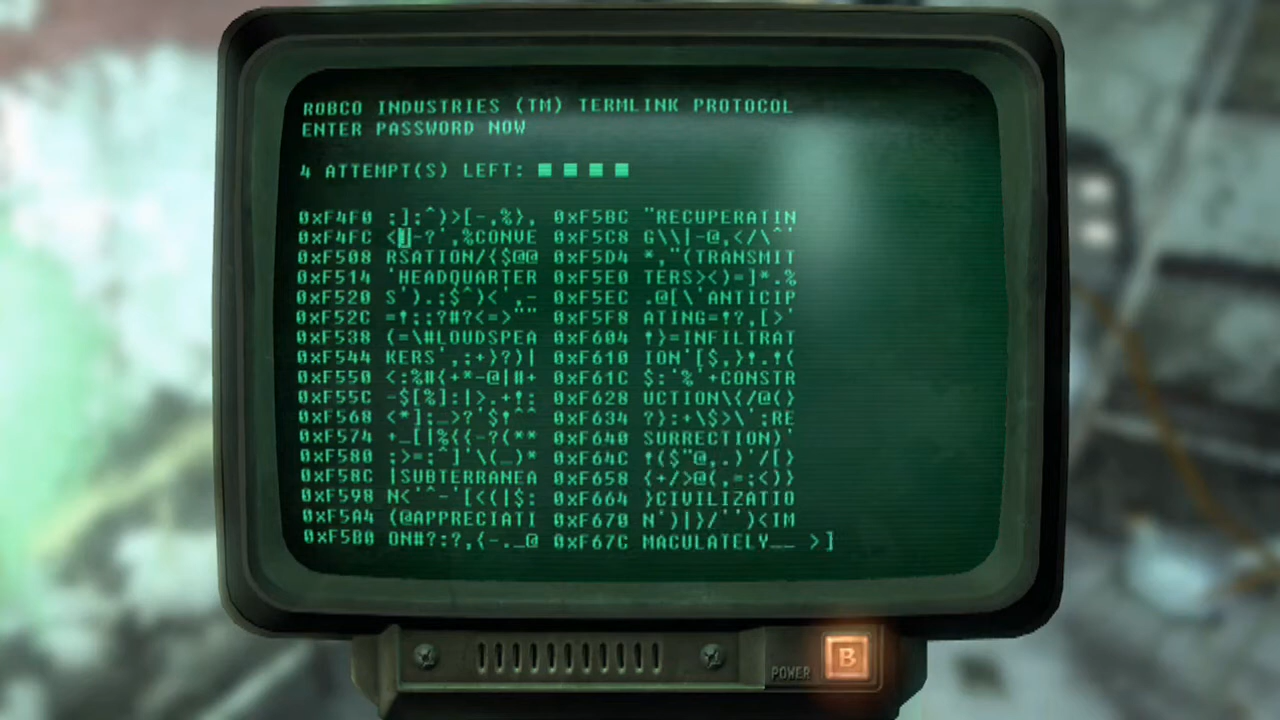 ROBCO INDUSTRIES (TM) TERMLINK PROTOCOL
ENTER PASSWORD NOW
4 ATTEMPT(S) LEFT: ■ ■ ■ ■
0xF4F0 :]:^)>[-,%}, 0xF5BC "RECUPERATIN
0xF4FC <]-?',%CONVE 0xF5C8 G\\|-@,</\^'
0xF508 RSATION/{$@@ 0xF5D4 *,"(TRANSMIT
0xF514 'HEADQUARTER 0xF5E0 TERS><)=]*.%
0xF520 S').:$^)<',- 0xF5EC .@[\'ANTICIP
0xF52C =!;;?#?<=>"" 0xF5F8 ATING=!?,[>'
0xF538 (=\#LOUDSPEA 0xF604 !}=INFILTRAT
0xF544 KERS',:+}?)| 0xF610 ION'[$,}!.!(
0xF550 <:%#{+*-@|#+ 0xF61C $:'%'+CONSTR
0xF55C -$[%]:|>.+!: 0xF628 UCTION\{/@()
0xF568 <*];_>?'$!^^ 0xF634 ?}:+\$>\';RE
0xF574 +_[|%{{-?(** 0xF640 SURRECTION)'
0xF580 ;>=;^]'\(_)* 0xF64C !($"@,.)'/[}
0xF58C |SUBTERRANEA 0xF658 {+/>@(,=;<)}
0xF598 N<'^-'[<(|$: 0xF664 }CIVILIZATIO
0xF5A4 (@APPRECIATI 0xF670 N')|}/'')<IM
0xF5B0 ON#?:?,{-._@ 0xF67C MACULATELY__ >]
POWER
B